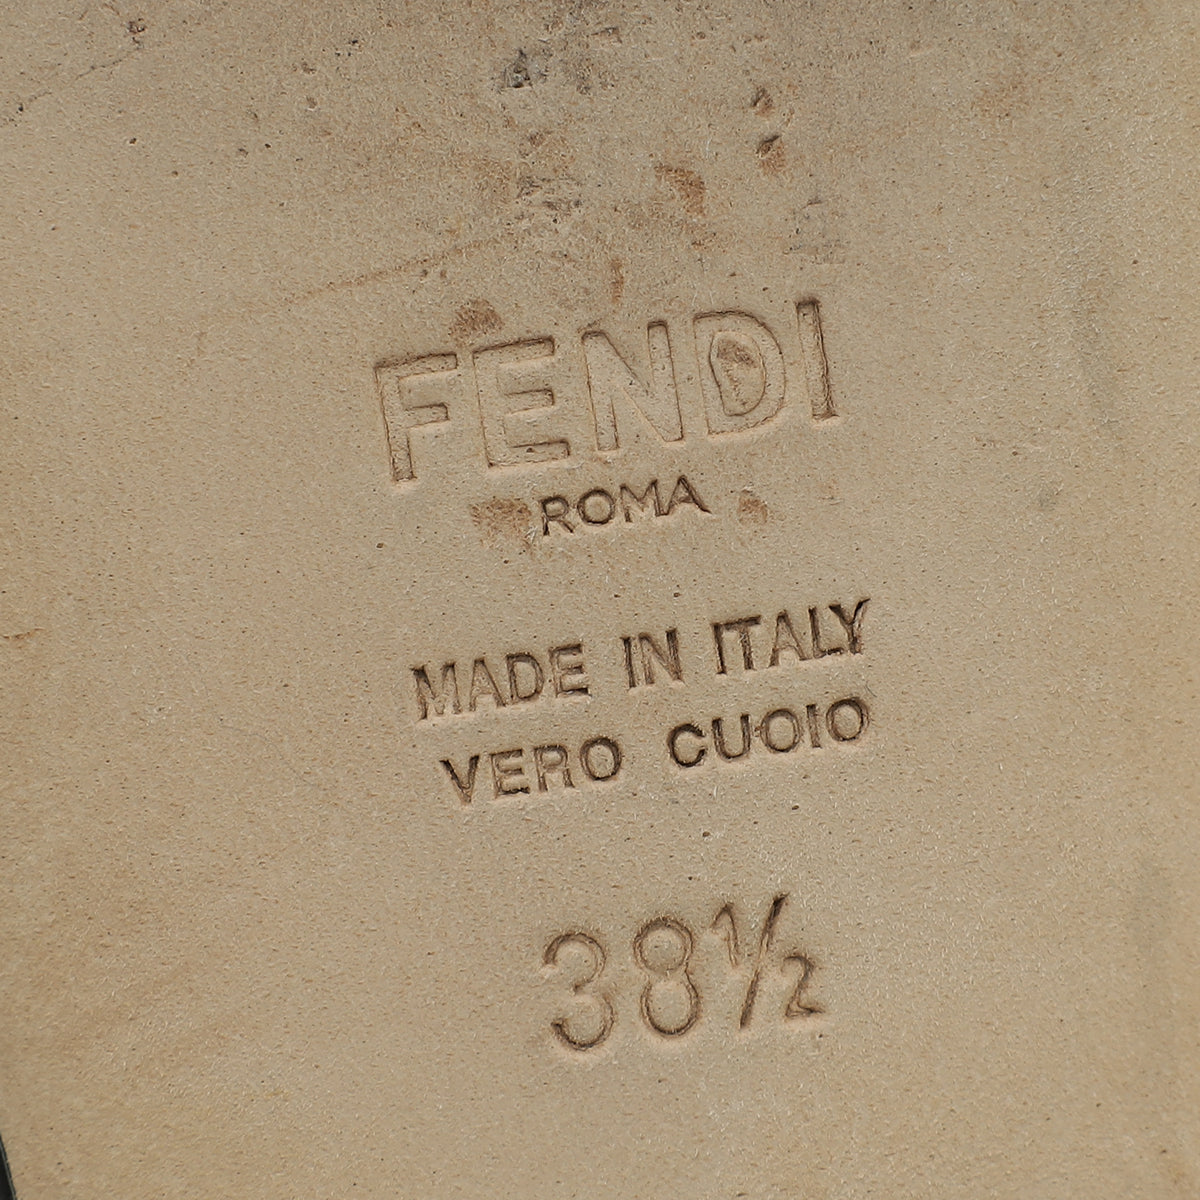 FENDI
ROMA
MADE IN ITALY
VERO CUOIO
38½